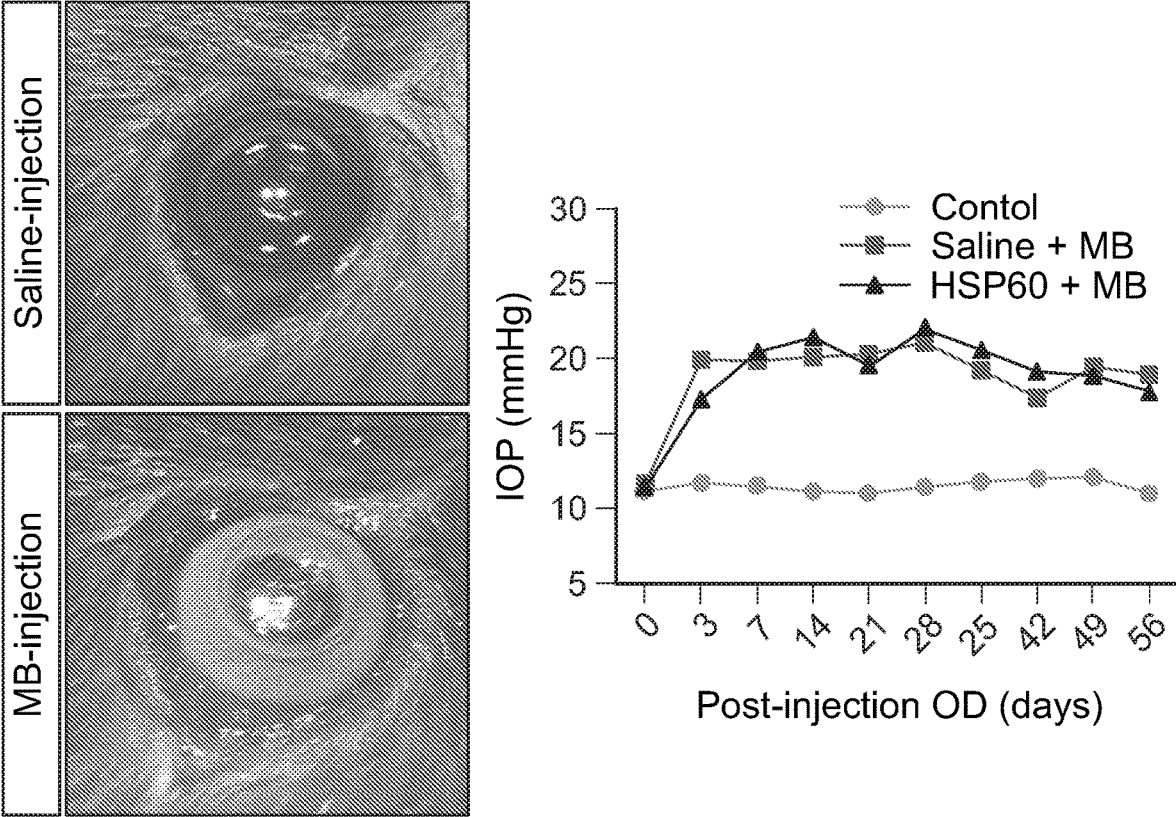 Saline-injection
MB-injection
30
25
20
15
10
5
IOP (mmHg)
Contol
Saline + MB
HSP60 + MB
0
3
7
14
21
28
25
42
49
56
Post-injection OD (days)